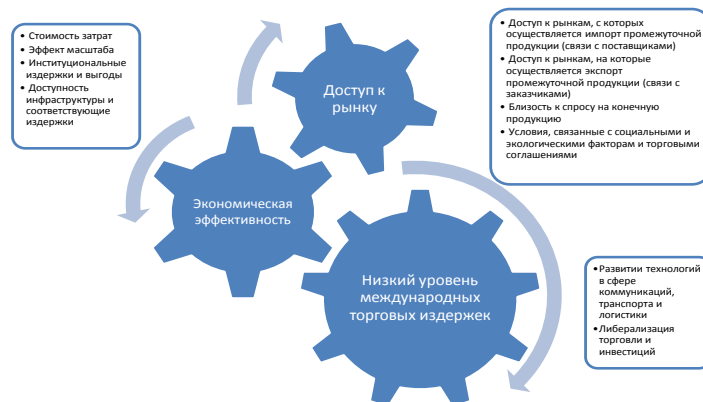 • Стоимость затрат
• Эффект масштаба
• Институциональные
издержки и выгоды
• Доступность
инфраструктуры и
соответствующие
издержки
• Доступ к рынкам, с которых
осуществляется импорт промежуточной
продукции (связи с поставщиками)
• Доступ к рынкам, на которые
осуществляется экспорт
промежуточной продукции (связи с
заказчиками)
• Близость к спросу на конечную
продукцию
• Условия, связанные с социальными и
экологическими факторам и торговыми
соглашениями
Доступ к
рынку
Экономическая
эффективность
Низкий уровень
международных
торговых издержек
• Развитии технологий
в сфере
коммуникаций,
транспорта и
логистики
• Либерализация
торговли и
инвестиций